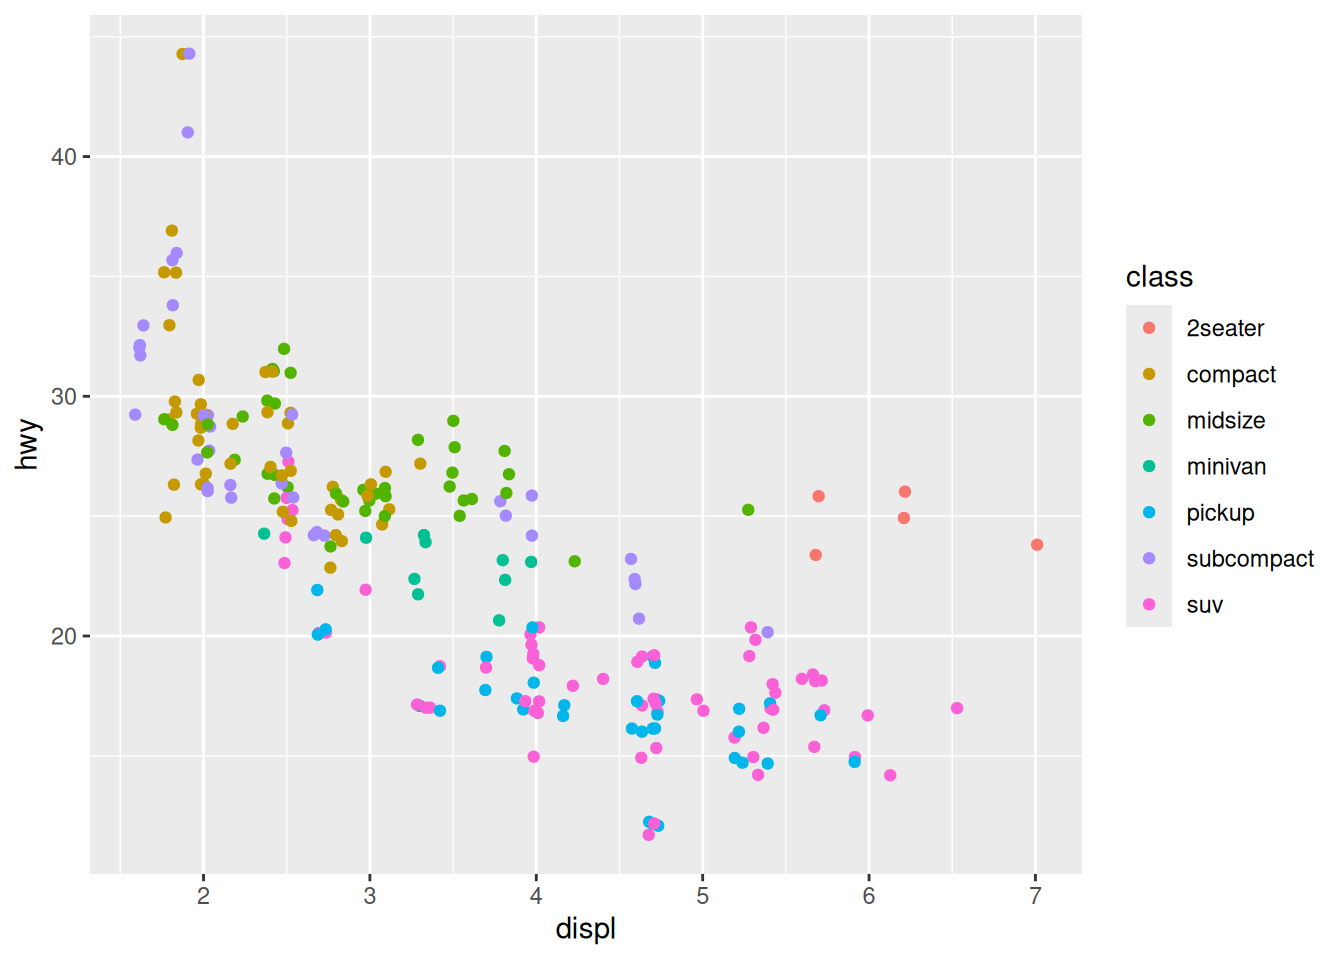 40
30
20
hwy
2 3 4 5 6 7
displ
class
2seater
compact
midsize
minivan
pickup
subcompact
suv